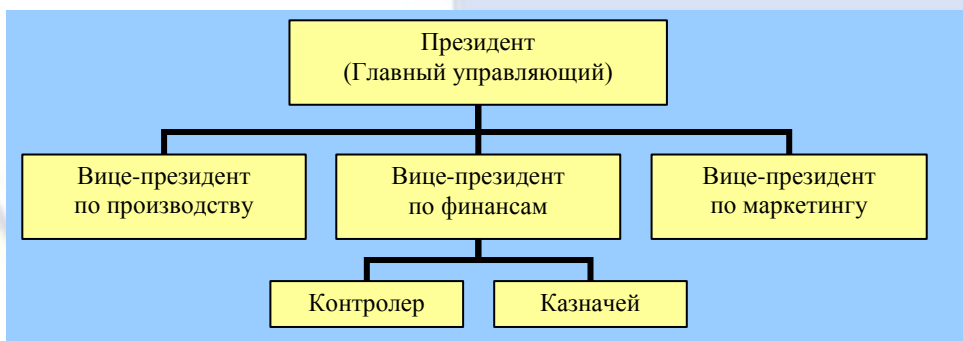 Президент
(Главный управляющий)
Вице-президент
по производству
Вице-президент
по финансам
Вице-президент
по маркетингу
Контролер
Казначей